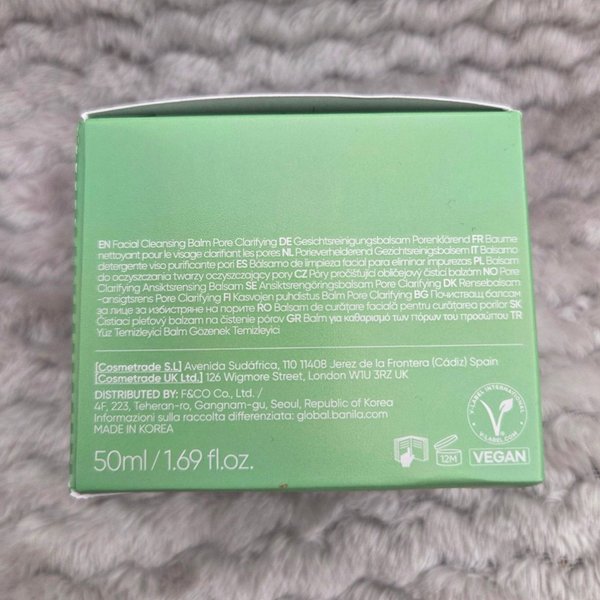 EN Facial Cleansing Balm Pore Clarifying DE Gesichtsreinigungsbalsam Porenklärend FR Baume
nettoyant pour le visage clarifiant les pores NL Poreverhelderend Gezichtsreinigingsbalsem IT Balsamo
detergente viso purificante pori ES Bálsamo de limpieza facial para eliminar impurezas PL Balsam
do oczyszczania twarzy oczyszczający pory CZ Póry pročišťující obličejový čisticí balzám NO Pore
Clarifying Ansiktsrensing Balsam SE Ansiktsrengöringsbalsam Pore Clarifying DK Rensebalsam
-ansigtsrens Pore Clarifying FI Kasvojen puhdistus Balm Pore Clarifying BG Почистващ балсам
за лице за избистряне на порите RO Balsam de curățare facială pentru curățarea porilor SK
Čistiaci pleťový balzam na čistenie pórov GR Balm για καθαρισμό των πόρων του προσώπου TR
Yüz Temizleyici Balm Gözenek Temizleyici
[Cosmetrade S.L] Avenida Sudáfrica, 110 11408 Jerez de la Frontera (Cádiz) Spain
[Cosmetrade UK Ltd.] 126 Wigmore Street, London W1U 3RZ UK
DISTRIBUTED BY: F&CO Co., Ltd. /
4F, 223, Teheran-ro, Gangnam-gu, Seoul, Republic of Korea
Informazioni sulla raccolta differenziata: global.banila.com
MADE IN KOREA
50ml / 1.69 fl.oz.
12M
V-LABEL INTERNATIONAL
V-LABEL.COM
VEGAN